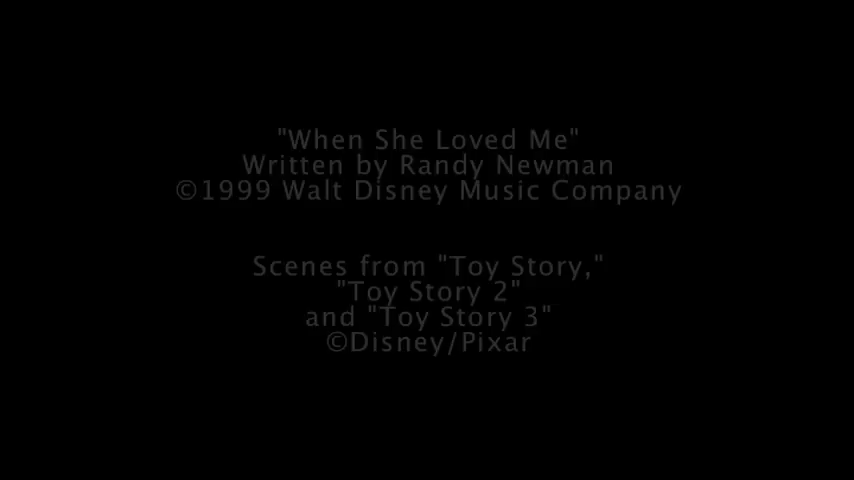 "When She Loved Me"
Written by Randy Newman
©1999 Walt Disney Music Company
Scenes from "Toy Story,"
"Toy Story 2"
and "Toy Story 3"
©Disney/Pixar